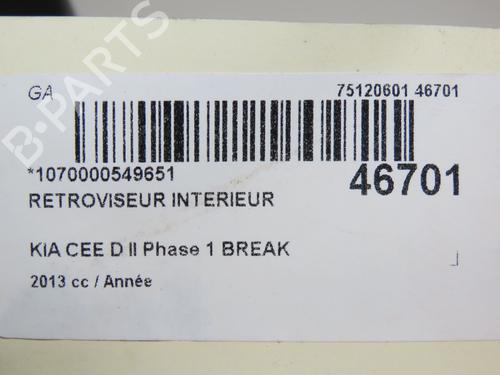 GA
75120601 46701
*1070000549651
46701
RETROVISEUR INTERIEUR
KIA CEE D II Phase 1 BREAK
2013 cc / Année
B-PARTS